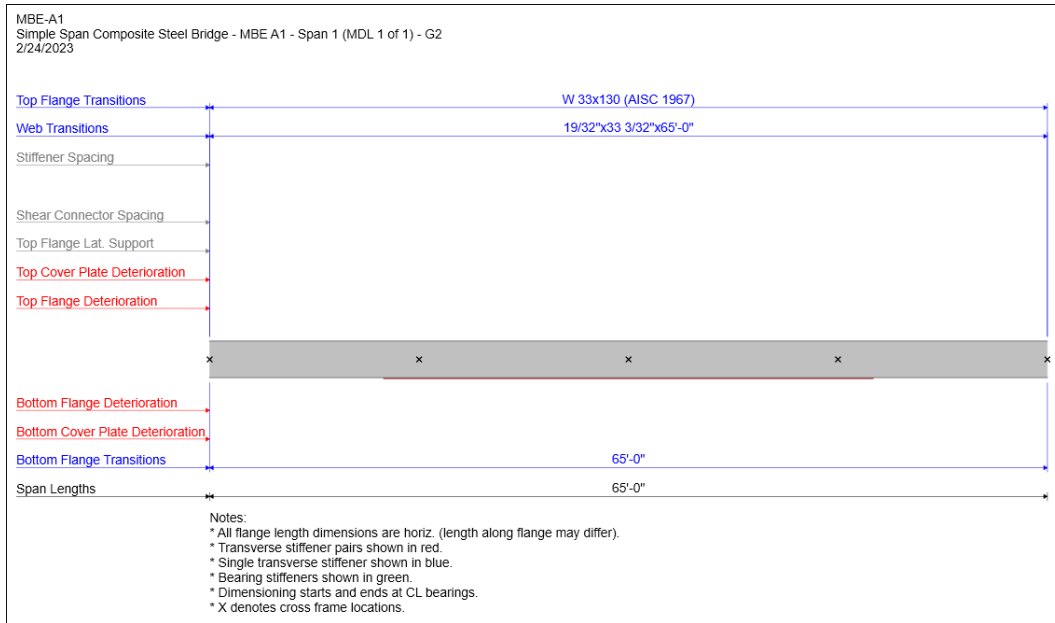 MBE-A1
Simple Span Composite Steel Bridge - MBE A1 - Span 1 (MDL 1 of 1) - G2
2/24/2023
Top Flange Transitions
W 33x130 (AISC 1967)
Web Transitions
19/32"x33 3/32"x65'-0"
Stiffener Spacing
Shear Connector Spacing
Top Flange Lat. Support
Top Cover Plate Deterioration
Top Flange Deterioration
Bottom Flange Deterioration
Bottom Cover Plate Deterioration
Bottom Flange Transitions
65'-0"
Span Lengths
65'-0"
Notes:
* All flange length dimensions are horiz. (length along flange may differ).
* Transverse stiffener pairs shown in red.
* Single transverse stiffener shown in blue.
* Bearing stiffeners shown in green.
* Dimensioning starts and ends at CL bearings.
* X denotes cross frame locations.